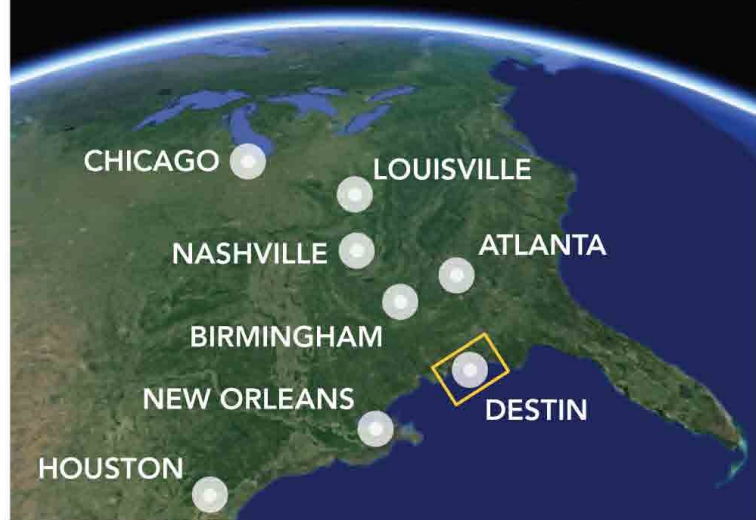 CHICAGO
LOUISVILLE
NASHVILLE
ATLANTA
BIRMINGHAM
NEW ORLEANS
DESTIN
HOUSTON